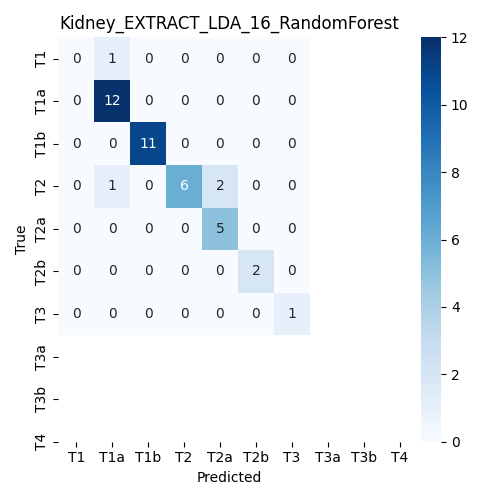 Kidney_EXTRACT_LDA_16_RandomForest
T1 0 1 0 0 0 0 0
T1a 0 12 0 0 0 0 0
T1b 0 0 11 0 0 0 0
T2 0 1 0 6 2 0 0
T2a 0 0 0 0 5 0 0
T2b 0 0 0 0 0 2 0
T3 0 0 0 0 0 0 1
T3a
T3b
T4
True
T1 T1a T1b T2 T2a T2b T3 T3a T3b T4
Predicted
12
10
8
6
4
2
0